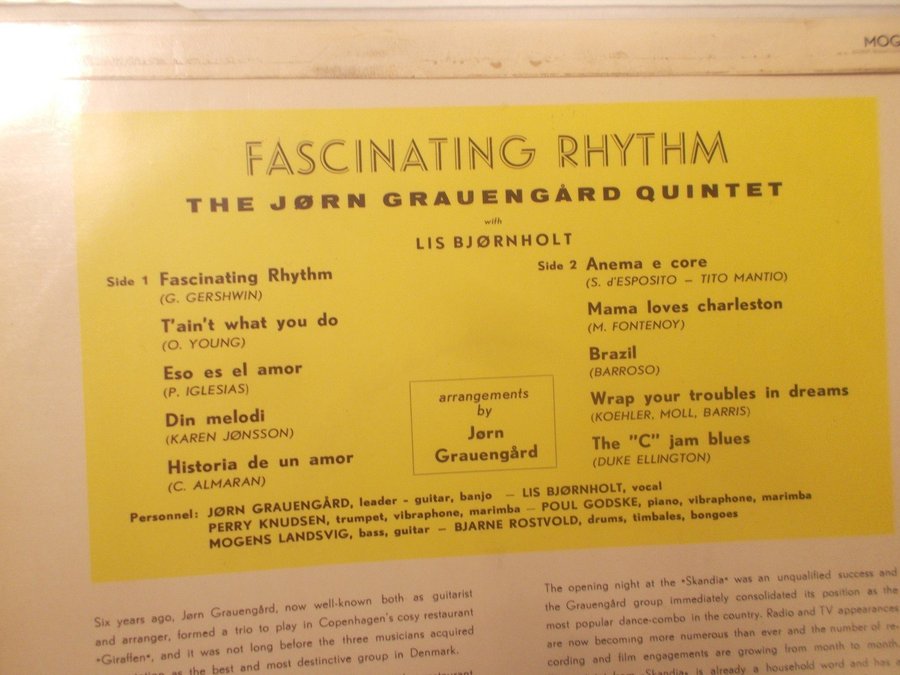 MOG
FASCINATING RHYTHM
THE JØRN GRAUENGÅRD QUINTET
with
LIS BJØRNHOLT
Side 1 Fascinating Rhythm
(G. GERSHWIN)
T'ain't what you do
(O. YOUNG)
Eso es el amor
(P. IGLESIAS)
Din melodi
(KAREN JØNSSON)
Historia de un amor
(C. ALMARAN)
arrangements
by
Jørn
Grauengård
Side 2 Anema e core
(S. d'ESPOSITO – TITO MANTIO)
Mama loves charleston
(M. FONTENOY)
Brazil
(BARROSO)
Wrap your troubles in dreams
(KOEHLER, MOLL, BARRIS)
The "C" jam blues
(DUKE ELLINGTON)
Personnel: JØRN GRAUENGÅRD, leader - guitar, banjo – LIS BJØRNHOLT, vocal
PERRY KNUDSEN, trumpet, vibraphone, marimba – POUL GODSKE, piano, vibraphone, marimba
MOGENS LANDSVIG, bass, guitar – BJARNE ROSTVOLD, drums, timbales, bongoes
Six years ago, Jørn Grauengård, now well-known both as guitarist
and arranger, formed a trio to play in Copenhagen's cosy restaurant
»Giraffen«, and it was not long before the three musicians acquired
as the best and most destinctive group in Denmark.
The opening night at the »Skandia« was an unqualified success and
the Grauengård group immediately consolidated its position as the
most popular dance-combo in the country. Radio and TV appearances
are now becoming more numerous than ever and the number of re-
cording and film engagements are growing from month to month.
Skandia« is already a household word and has a